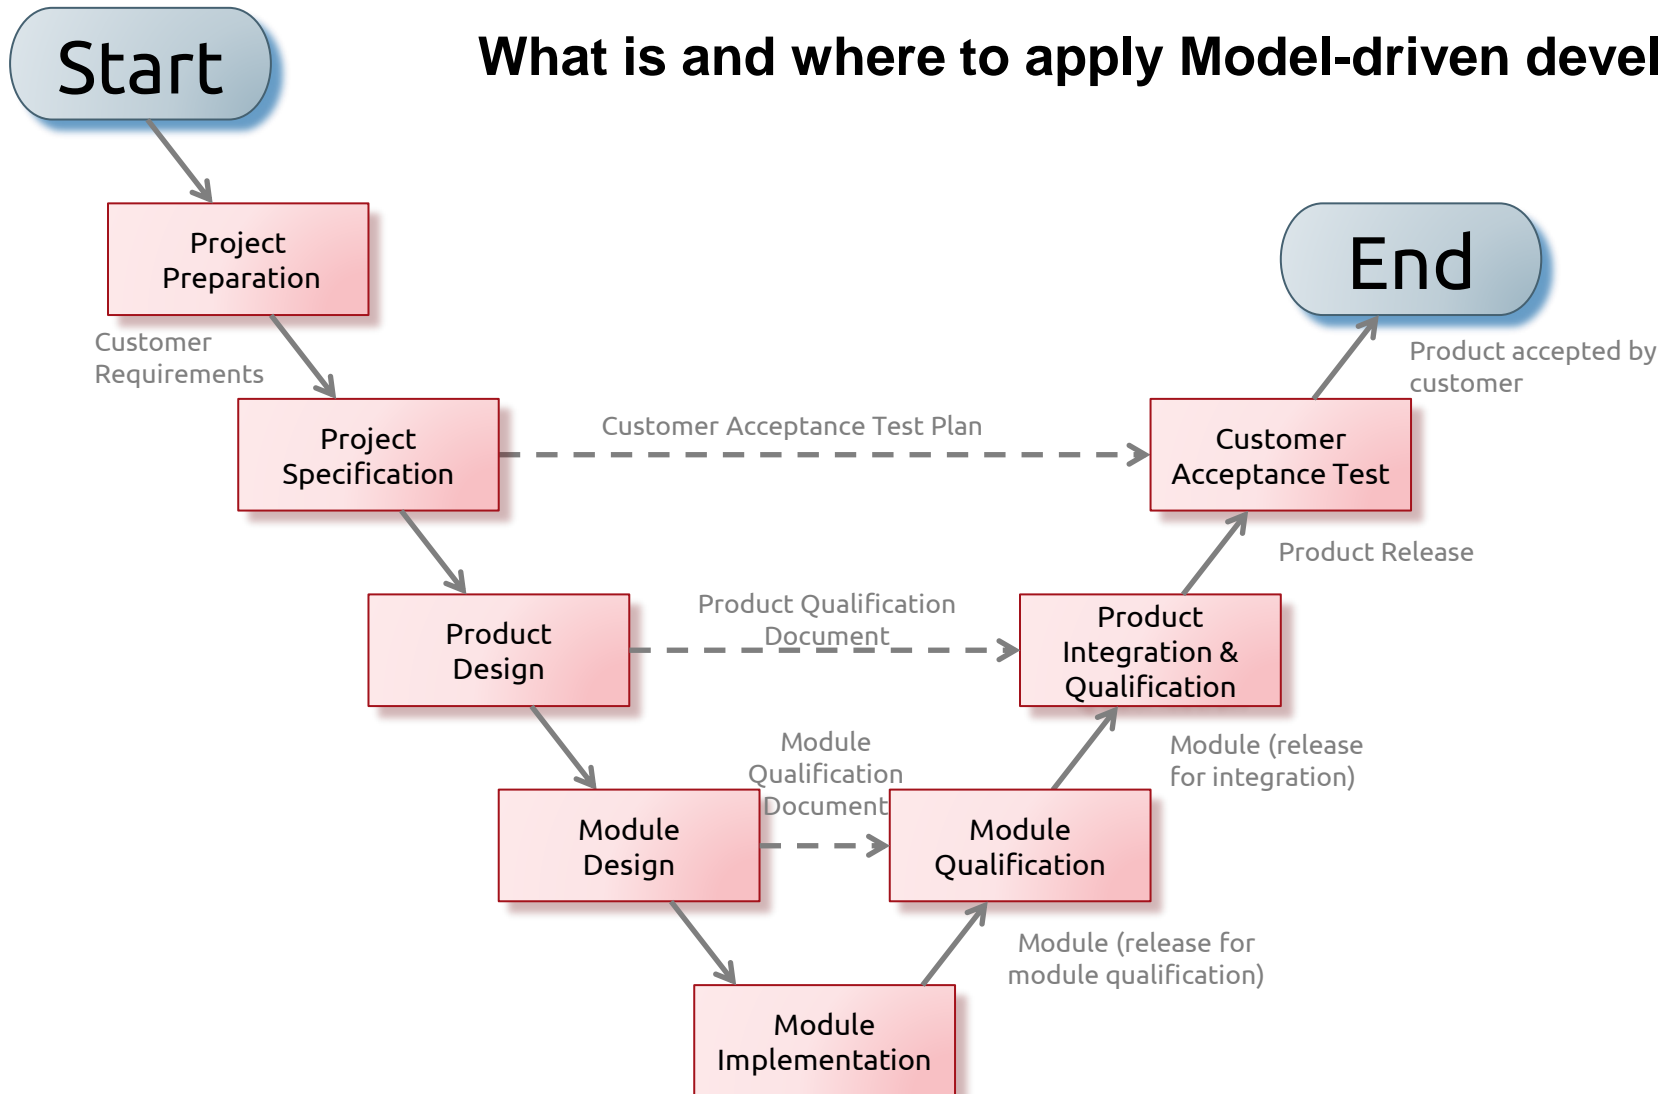 Start
What is and where to apply Model-driven devel
Project
Preparation
End
Customer
Requirements
Product accepted by
customer
Project
Specification
Customer Acceptance Test Plan
Customer
Acceptance Test
Product Release
Product
Design
Product Qualification
Document
Product
Integration &
Qualification
Module
Qualification
Document
Module (release
for integration)
Module
Design
Module
Qualification
Module (release for
module qualification)
Module
Implementation